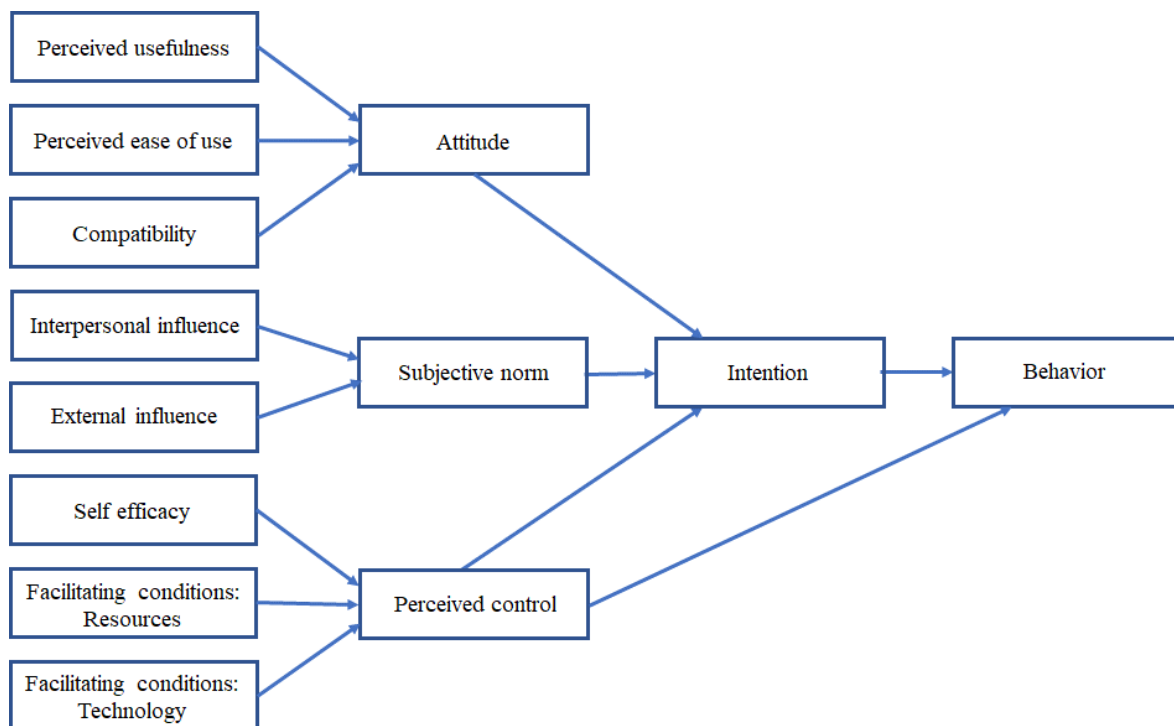 Perceived usefulness
Perceived ease of use
Attitude
Compatibility
Interpersonal influence
Subjective norm
Intention
Behavior
External influence
Self efficacy
Facilitating conditions:
Resources
Perceived control
Facilitating conditions:
Technology